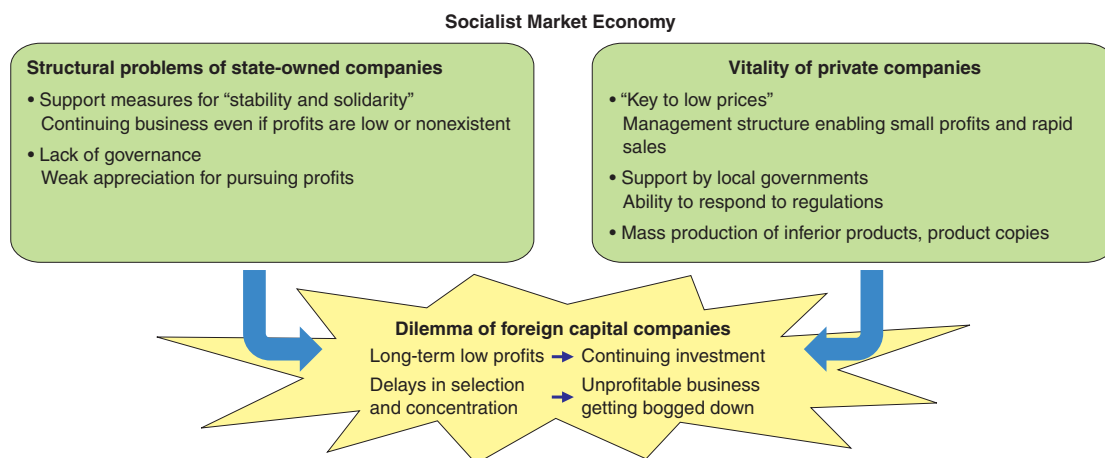 Socialist Market Economy
Structural problems of state-owned companies
• Support measures for “stability and solidarity”
Continuing business even if profits are low or nonexistent
• Lack of governance
Weak appreciation for pursuing profits
Vitality of private companies
• “Key to low prices”
Management structure enabling small profits and rapid
sales
• Support by local governments
Ability to respond to regulations
• Mass production of inferior products, product copies
Dilemma of foreign capital companies
Long-term low profits → Continuing investment
Delays in selection
and concentration → Unprofitable business
getting bogged down